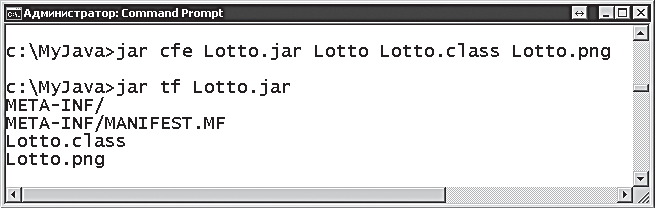 Администратор: Command Prompt
c:\MyJava>jar cfe Lotto.jar Lotto Lotto.class Lotto.png
c:\MyJava>jar tf Lotto.jar
META-INF/
META-INF/MANIFEST.MF
Lotto.class
Lotto.png